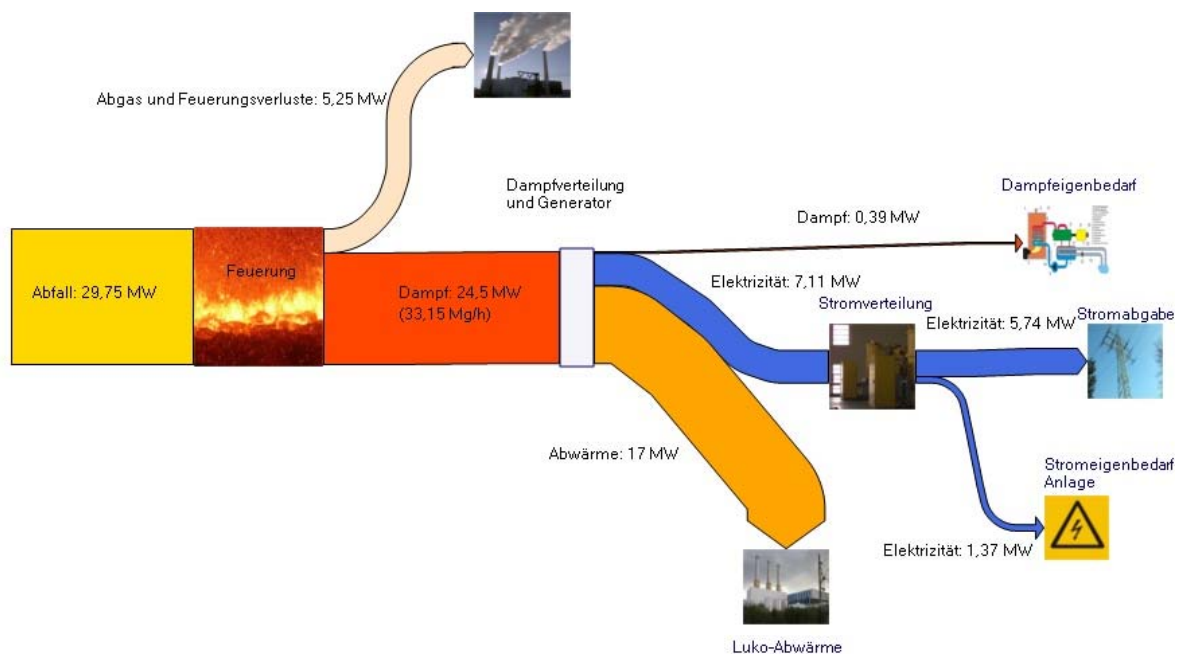 Abgas und Feuerungsverluste: 5,25 MW
Dampfverteilung
und Generator
Dampfeigenbedarf
Dampf: 0,39 MW
Feuerung
Abfall: 29,75 MW
Dampf: 24,5 MW
(33,15 Mg/h)
Elektrizität: 7,11 MW
Stromverteilung
Elektrizität: 5,74 MW
Stromabgabe
Abwärme: 17 MW
Stromeigenbedarf
Anlage
Elektrizität: 1,37 MW
Luko-Abwärme